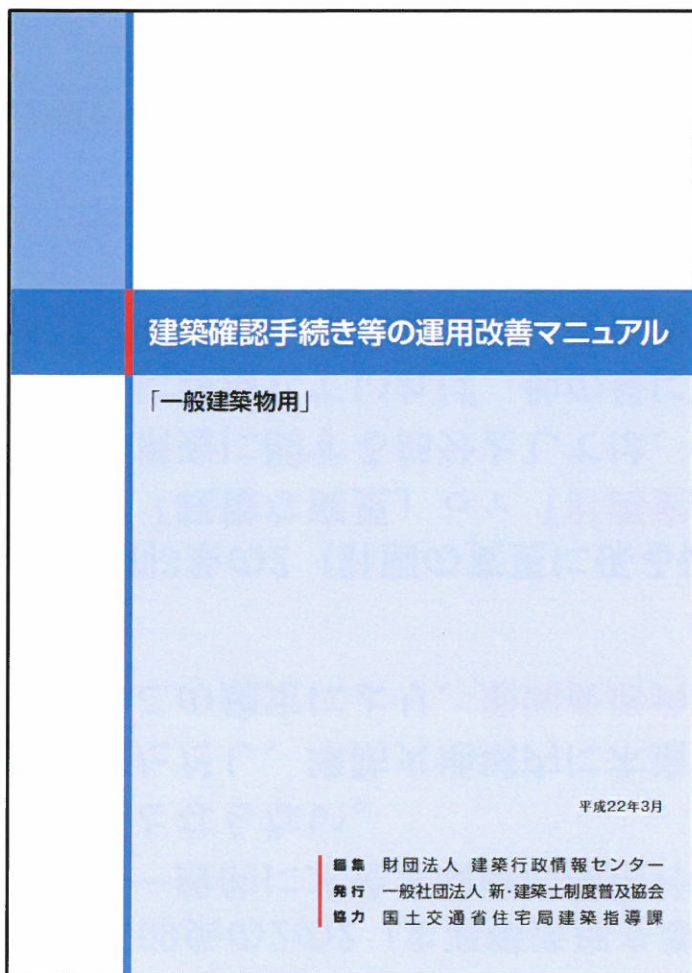 建築確認手続き等の運用改善マニュアル
「一般建築物用」
平成22年3月
編集 財団法人 建築行政情報センター
発行 一般社団法人 新・建築士制度普及協会
協力 国土交通省住宅局建築指導課